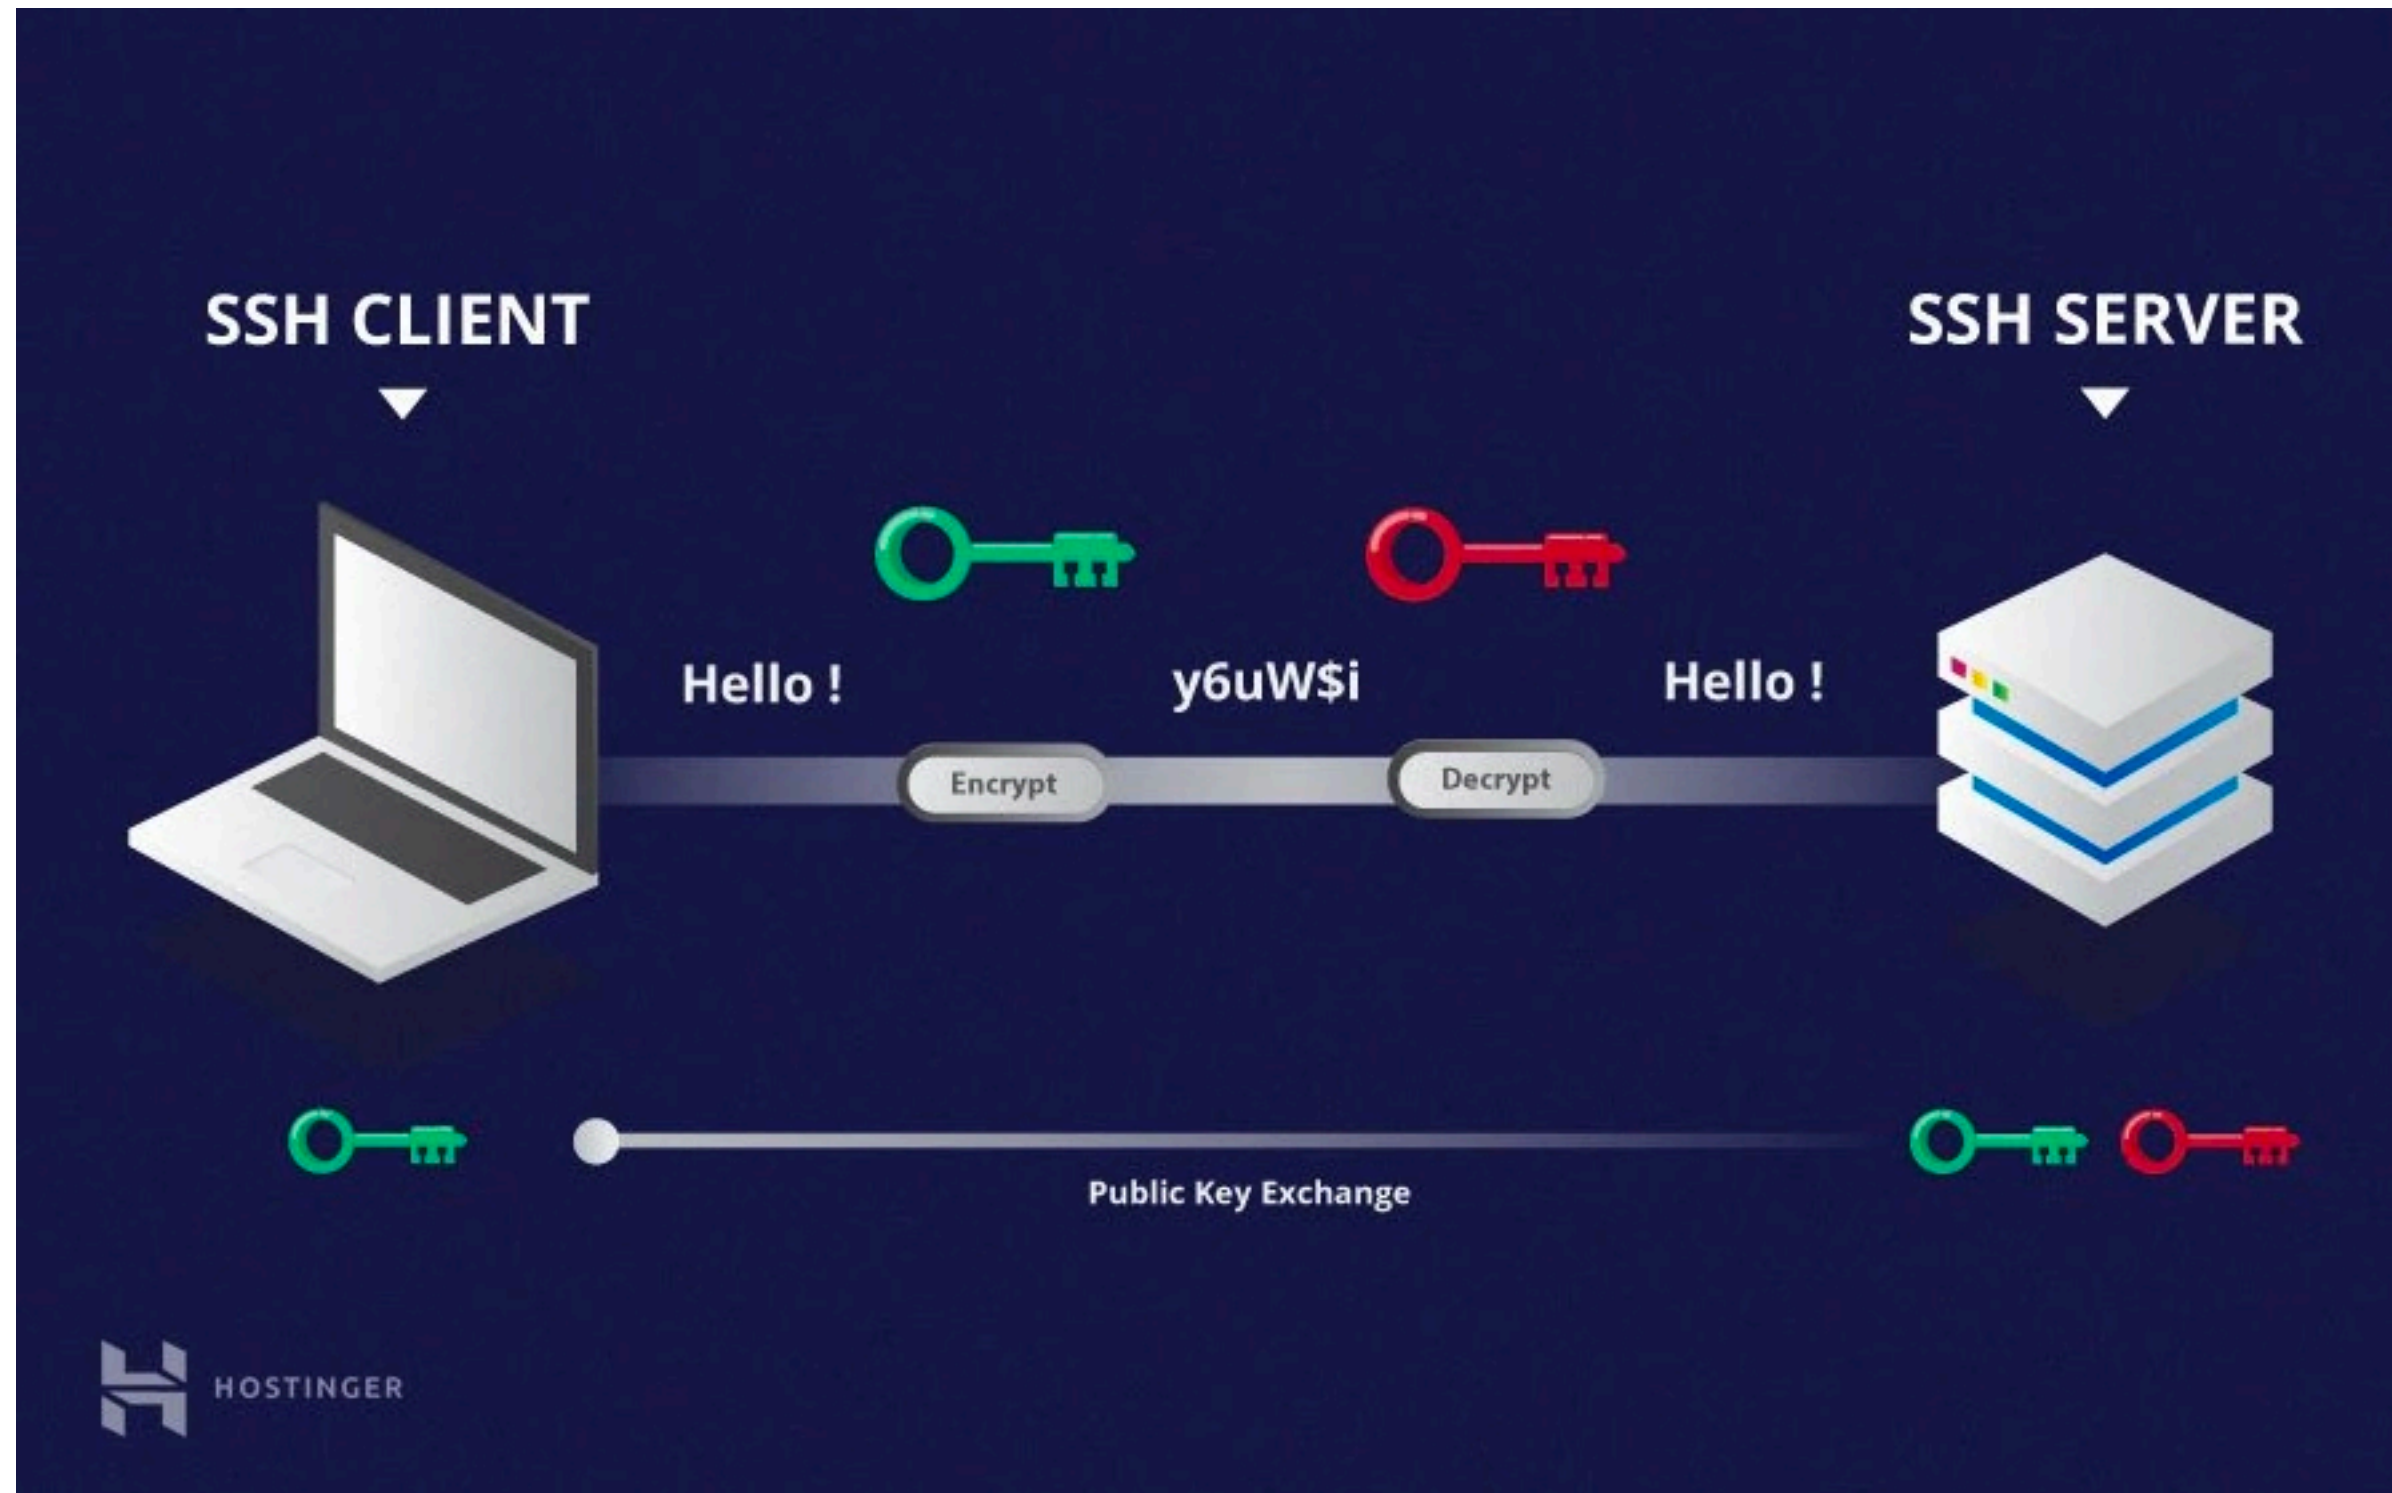 SSH CLIENT
SSH SERVER
Hello !
y6uW$i
Hello !
Encrypt
Decrypt
Public Key Exchange
HOSTINGER